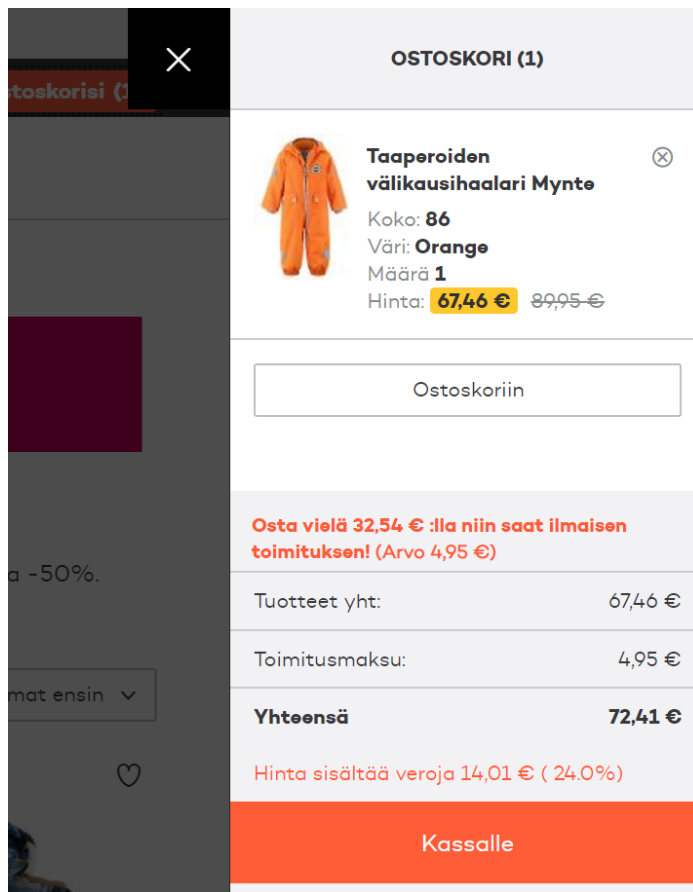 OSTOSKORI (1)
stoskorisi (1
Taaperoiden
välikausihaalari Mynte
Koko: 86
Väri: Orange
Määrä 1
Hinta: 67,46 € 89,95 €
Ostoskoriin
Osta vielä 32,54 € :lla niin saat ilmaisen
toimituksen! (Arvo 4,95 €)
a -50%.
Tuotteet yht: 67,46 €
Toimitusmaksu: 4,95 €
mat ensin
Yhteensä 72,41 €
Hinta sisältää veroja 14,01 € ( 24.0%)
Kassalle